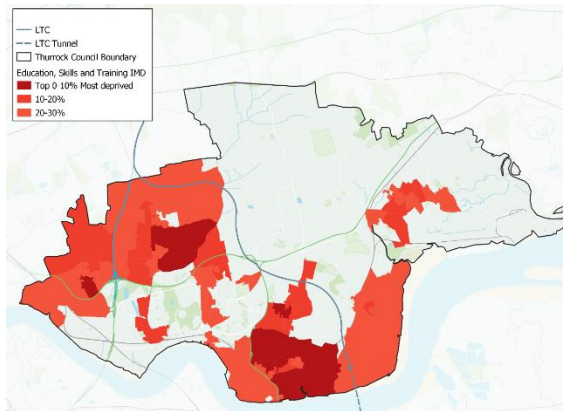 LTC
LTC Tunnel
Thurrock Council Boundary
Education, Skills and Training IMD
Top 0-10% Most deprived
10-20%
20-30%